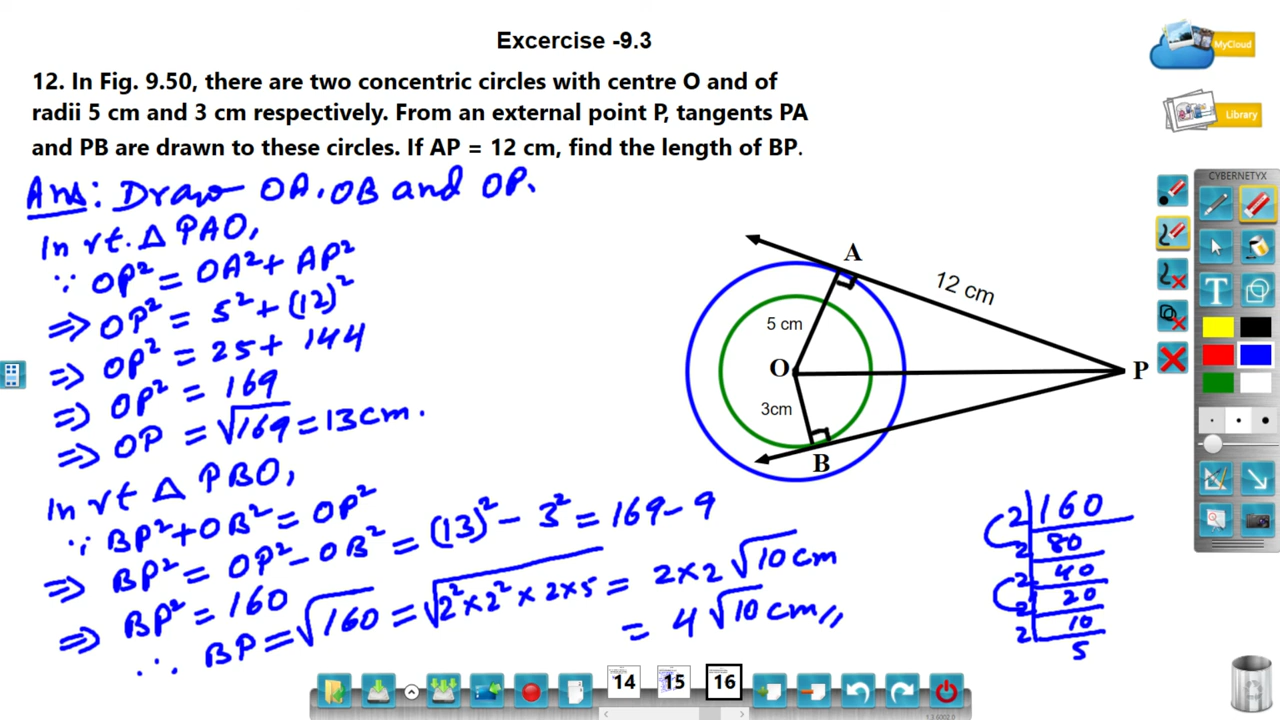 Excercise -9.3
12. In Fig. 9.50, there are two concentric circles with centre O and of
radii 5 cm and 3 cm respectively. From an external point P, tangents PA
and PB are drawn to these circles. If AP = 12 cm, find the length of BP.
Ans: Draw OA, OB and OP.
In rt. △ PAO,
∵ OP² = OA² + AP²
⇒ OP² = 5² + (12)²
⇒ OP² = 25 + 144
⇒ OP² = 169
⇒ OP = √169 = 13 cm.
In rt △ PBO,
∵ BP² + OB² = OP²
⇒ BP² = OP² − OB² = (13)² − 3² = 169 − 9
⇒ BP² = 160
∴ BP = √160 = √2² × 2² × 2 × 5 = 2 × 2 √10 cm
= 4 √10 cm //
A
12 cm
5 cm
O
P
3cm
B
2 160
2 80
2 40
2 20
2 10
5
MyCloud
Library
CYBERNETYX
T
14 15 16
1.3.6002.0